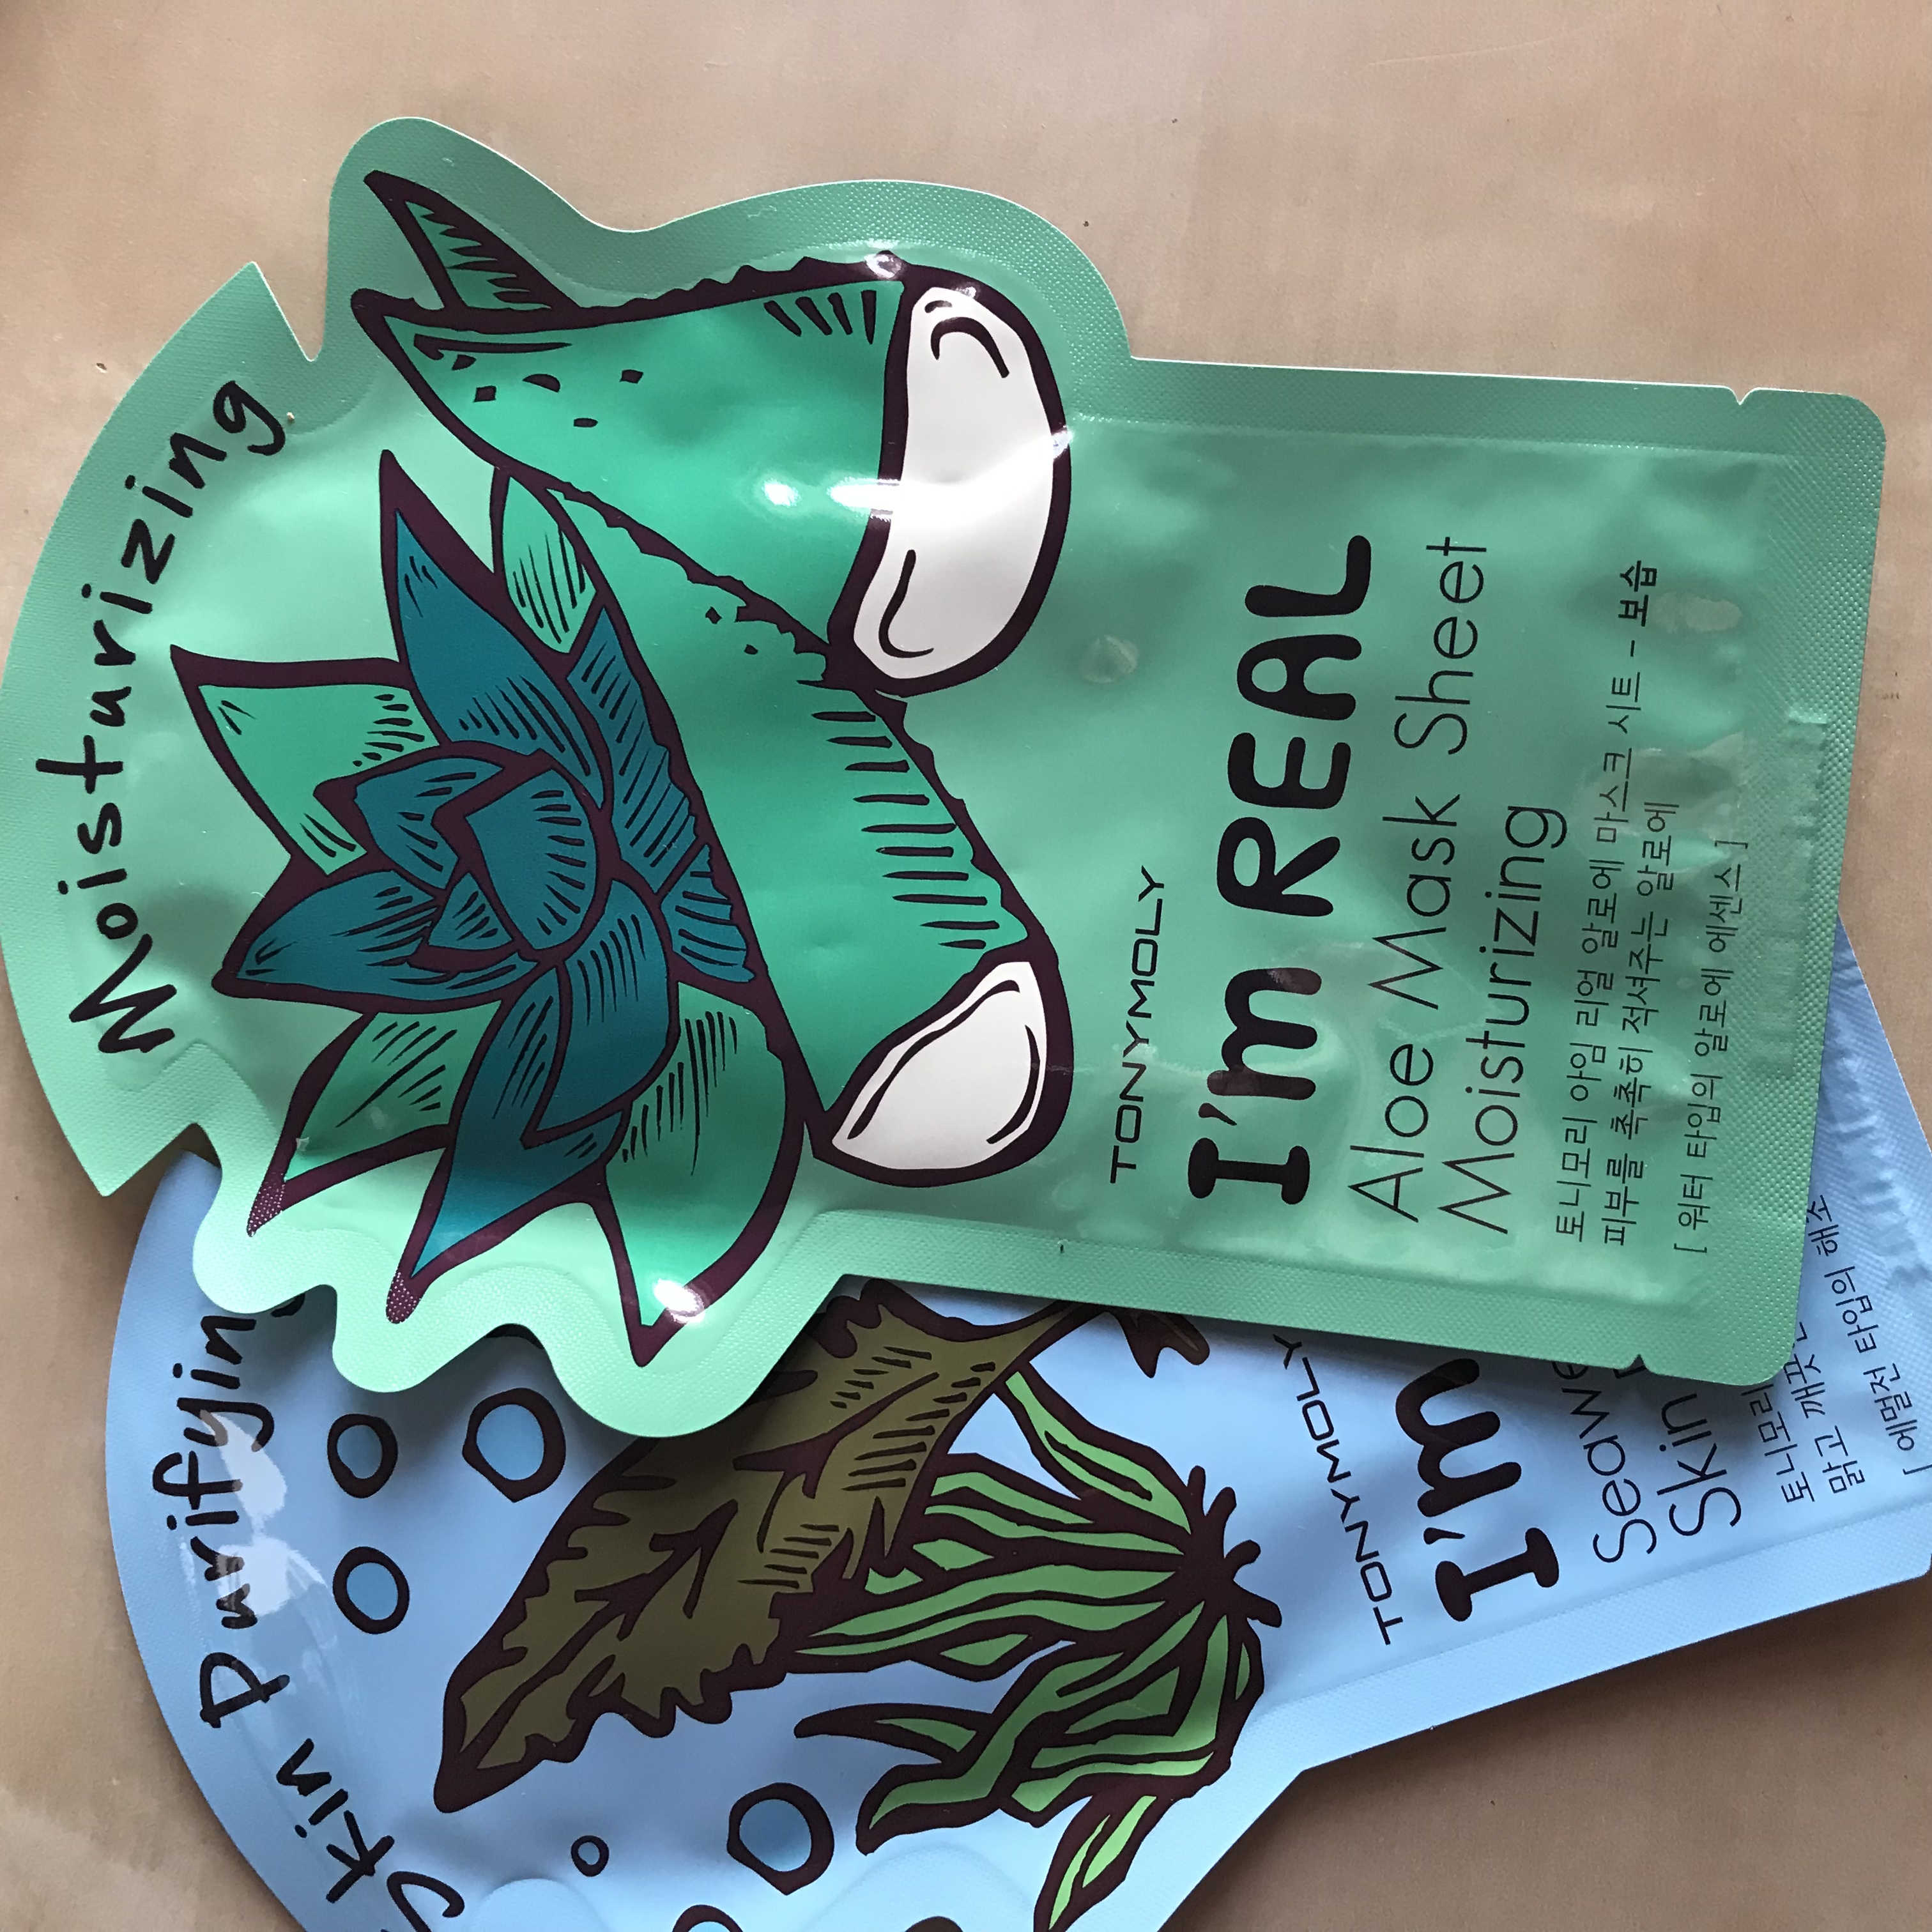 Moisturizing
TONYMOLY
I'm REAL
Aloe Mask Sheet
Moisturizing
토니모리 아임 리얼 알로에 마스크 시트 - 보습
피부를 촉촉히 적셔주는 알로에
[ 워터 타입의 알로에 에센스 ]
Skin Purifying
TONYMOLY
I'm
Seawe
Skin
토니모리
맑고 깨끗
[ 에멀전 타입의 해소